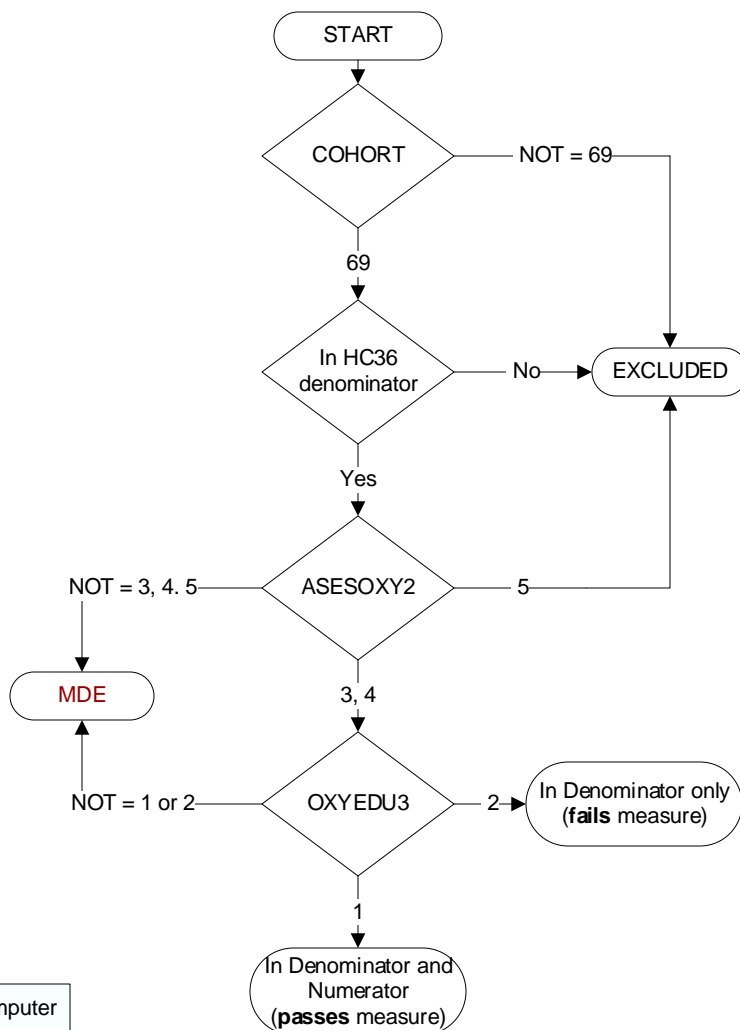 START
COHORT
NOT = 69
69
In HC36
denominator
No
EXCLUDED
Yes
NOT = 3, 4. 5
ASESOXY2
5
MDE
3, 4
NOT = 1 or 2
OXYEDU3
2
In Denominator only
(fails measure)
1
In Denominator and
Numerator
(passes measure)
mputer